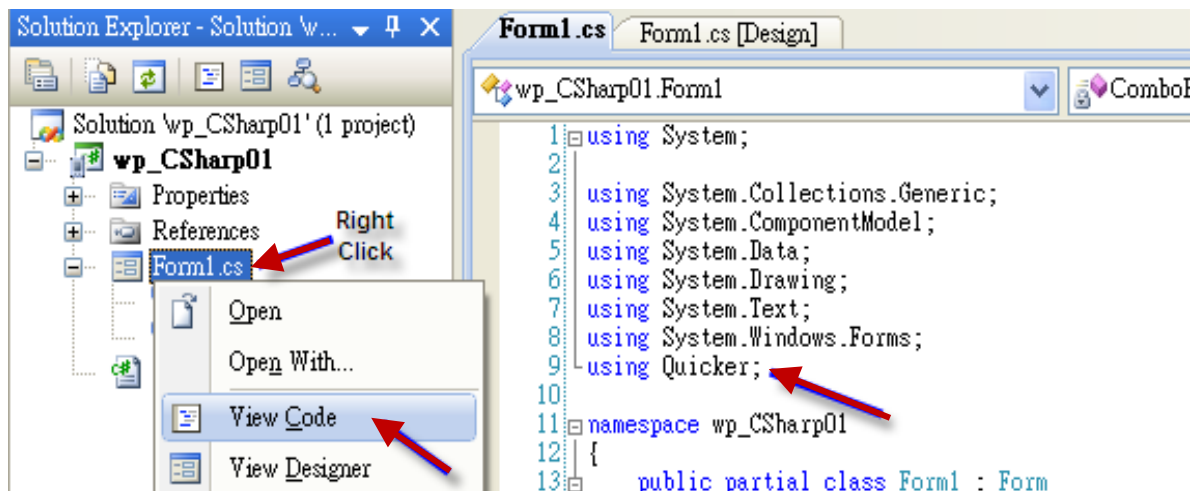 Solution Explorer - Solution 'w...
Solution 'wp_CSharp01' (1 project)
wp_CSharp01
Properties
References
Form1.cs
Right
Click
Open
Open With...
View Code
View Designer
Form1.cs
Form1.cs [Design]
wp_CSharp01.Form1
1 using System;
2
3 using System.Collections.Generic;
4 using System.ComponentModel;
5 using System.Data;
6 using System.Drawing;
7 using System.Text;
8 using System.Windows.Forms;
9 using Quicker;
10
11 namespace wp_CSharp01
12 {
13 public partial class Form1 : Form